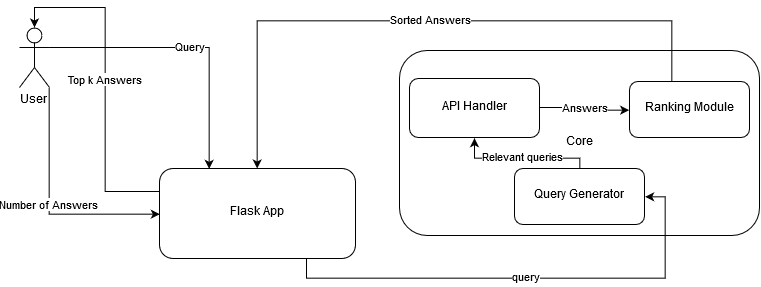 Sorted Answers
Query
Top k Answers
User
API Handler
Answers
Ranking Module
Core
Relevant queries
Query Generator
Number of Answers
Flask App
query